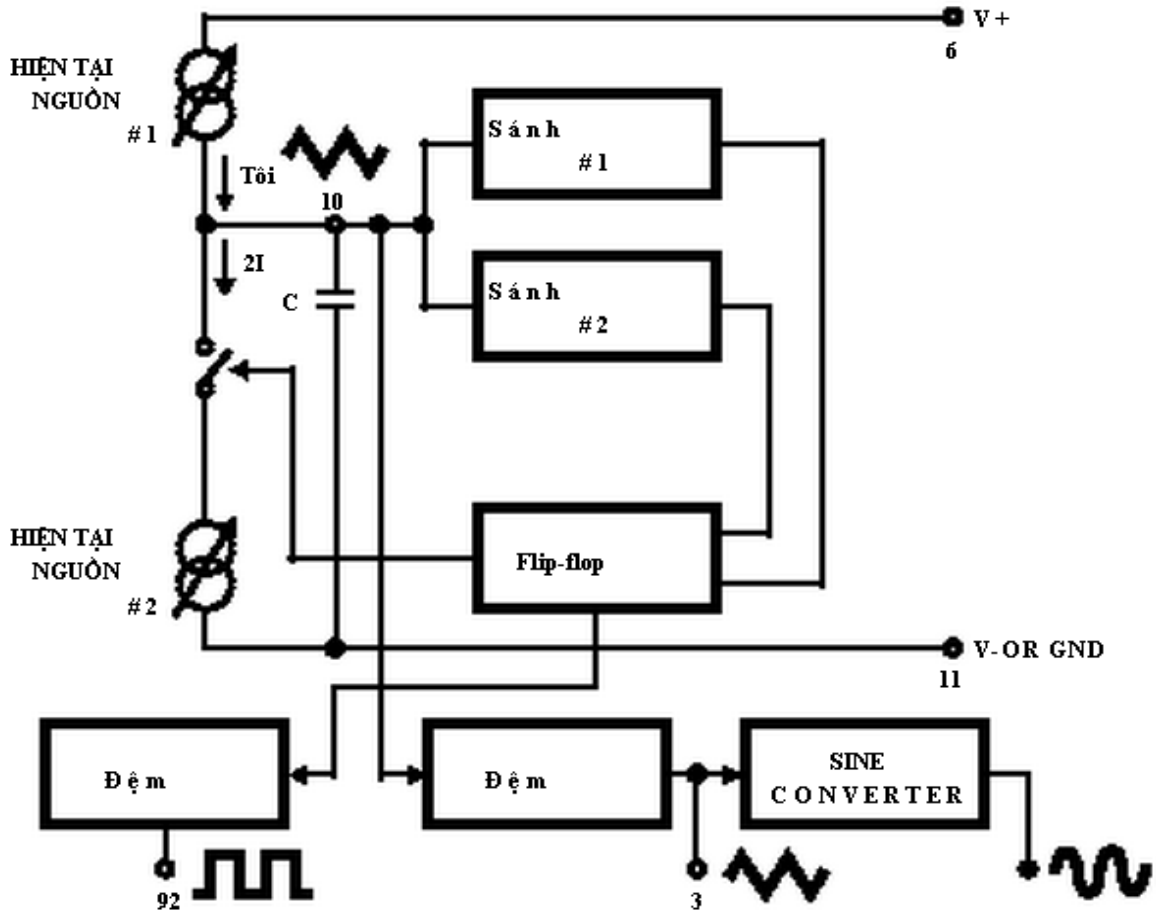 V +
6
HIỆN TẠI
NGUỒN
# 1
Tôi
10
Sánh
# 1
2I
C
Sánh
# 2
HIỆN TẠI
NGUỒN
# 2
Flip-flop
V- OR GND
11
Đệm
Đệm
SINE
CONVERTER
92
3